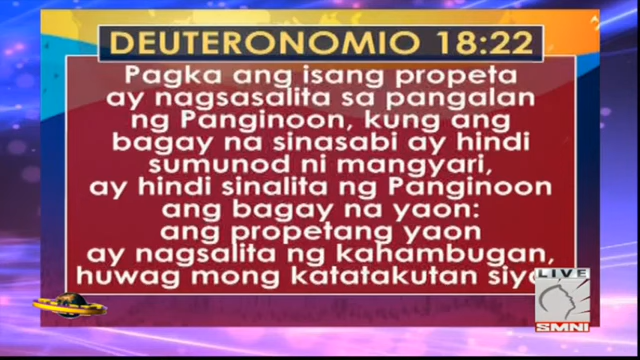 DEUTERONOMIO 18:22
Pagka ang isang propeta
ay nagsasalita sa pangalan
ng Panginoon, kung ang
bagay na sinasabi ay hindi
sumunod ni mangyari,
ay hindi sinalita ng Panginoon
ang bagay na yaon:
ang propetang yaon
ay nagsalita ng kahambugan,
huwag mong katatakutan
LIVE
SMNI